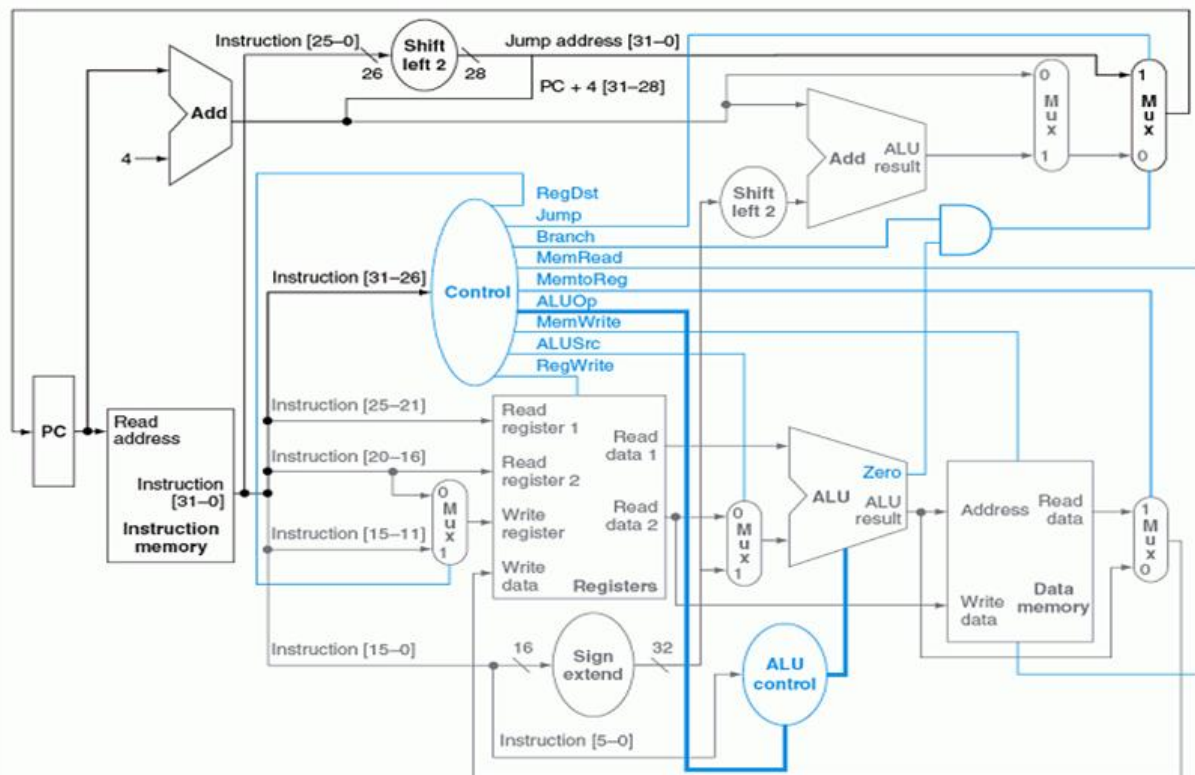 Instruction [25–0]
26
Shift
left 2
28
Jump address [31–0]
PC + 4 [31–28]
Add
4
0
Mux
1
1
Mux
0
Add
ALU
result
Shift
left 2
RegDst
Jump
Branch
MemRead
MemtoReg
ALUOp
MemWrite
ALUSrc
RegWrite
Instruction [31–26]
Control
PC
Read
address
Instruction
[31–0]
Instruction
memory
Instruction [25–21]
Instruction [20–16]
Instruction [15–11]
0
Mux
1
Read
register 1
Read
register 2
Write
register
Write
data
Read
data 1
Read
data 2
Registers
0
Mux
1
Zero
ALU
ALU
result
Address
Read
data
Write
data
Data
memory
1
Mux
0
Instruction [15–0]
16
Sign
extend
32
ALU
control
Instruction [5–0]